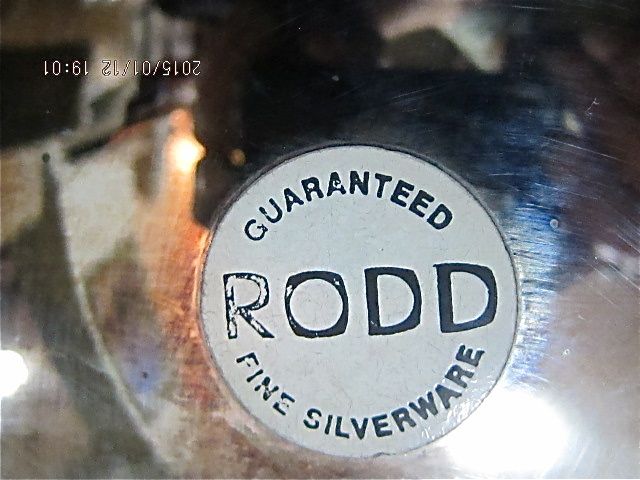 2015/01/12 19:01
GUARANTEED
RODD
FINE SILVERWARE